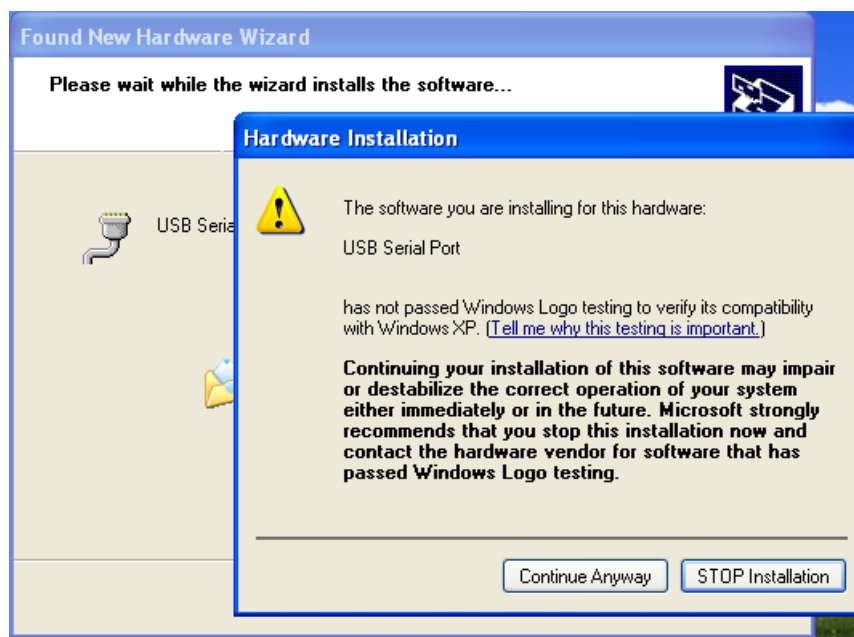 Found New Hardware Wizard
Please wait while the wizard installs the software...
Hardware Installation
USB Seria
The software you are installing for this hardware:
USB Serial Port
has not passed Windows Logo testing to verify its compatibility
with Windows XP. (Tell me why this testing is important.)
Continuing your installation of this software may impair
or destabilize the correct operation of your system
either immediately or in the future. Microsoft strongly
recommends that you stop this installation now and
contact the hardware vendor for software that has
passed Windows Logo testing.
Continue Anyway
STOP Installation